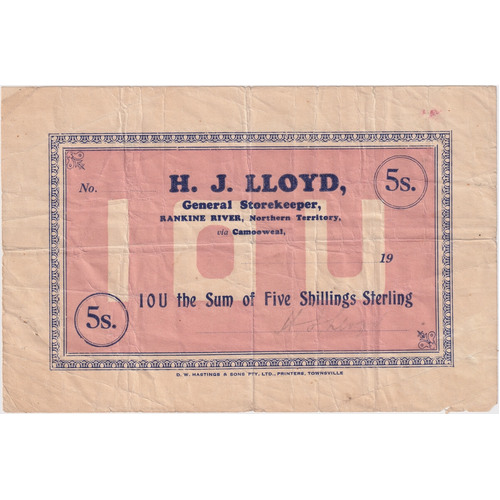 No.
H. J. LLOYD,
5s.
General Storekeeper,
RANKINE RIVER, Northern Territory,
via Camooweal,
19
IOU
5s.
IOU the Sum of Five Shillings Sterling
D. W. HASTINGS & SONS PTY. LTD., PRINTERS, TOWNSVILLE